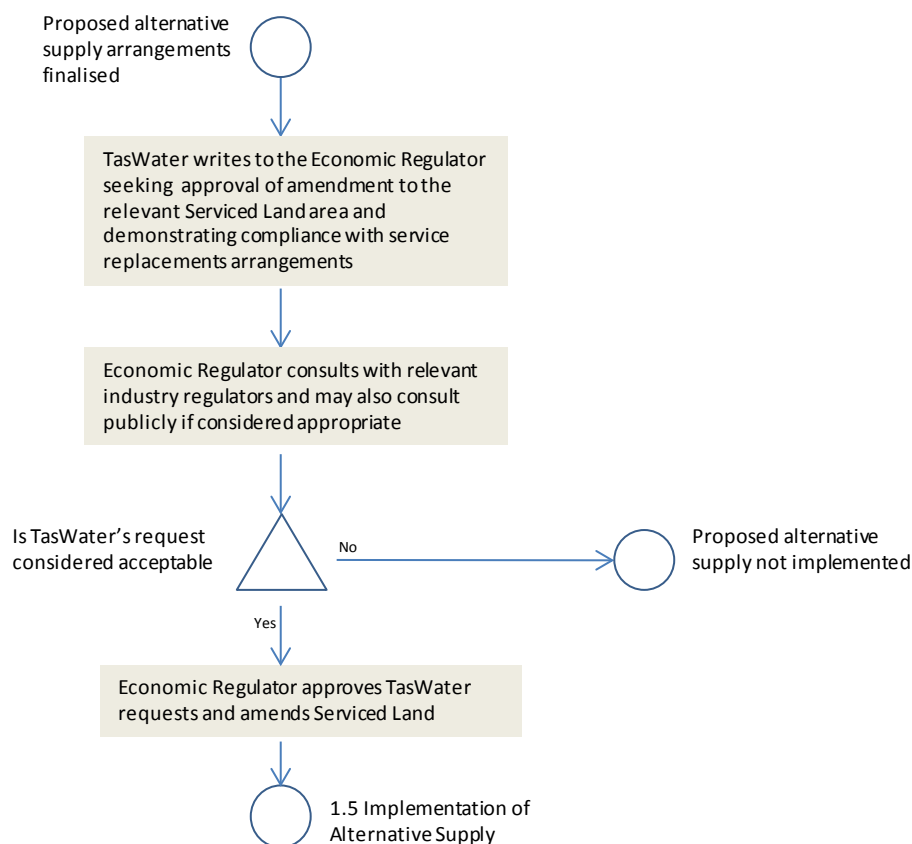 Proposed alternative
supply arrangements
finalised
TasWater writes to the Economic Regulator
seeking approval of amendment to the
relevant Serviced Land area and
demonstrating compliance with service
replacements arrangements
Economic Regulator consults with relevant
industry regulators and may also consult
publicly if considered appropriate
Is TasWater's request
considered acceptable
No
Proposed alternative
supply not implemented
Yes
Economic Regulator approves TasWater
requests and amends Serviced Land
1.5 Implementation of
Alternative Supply